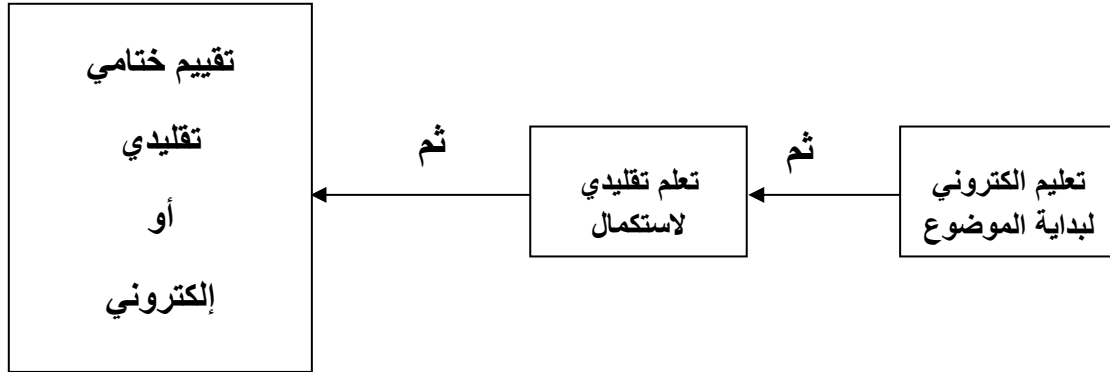 تعليم الكتروني
لبداية الموضوع
ثم
تعلم تقليدي
لاستكمال
ثم
تقييم ختامي
تقليدي
أو
إلكتروني